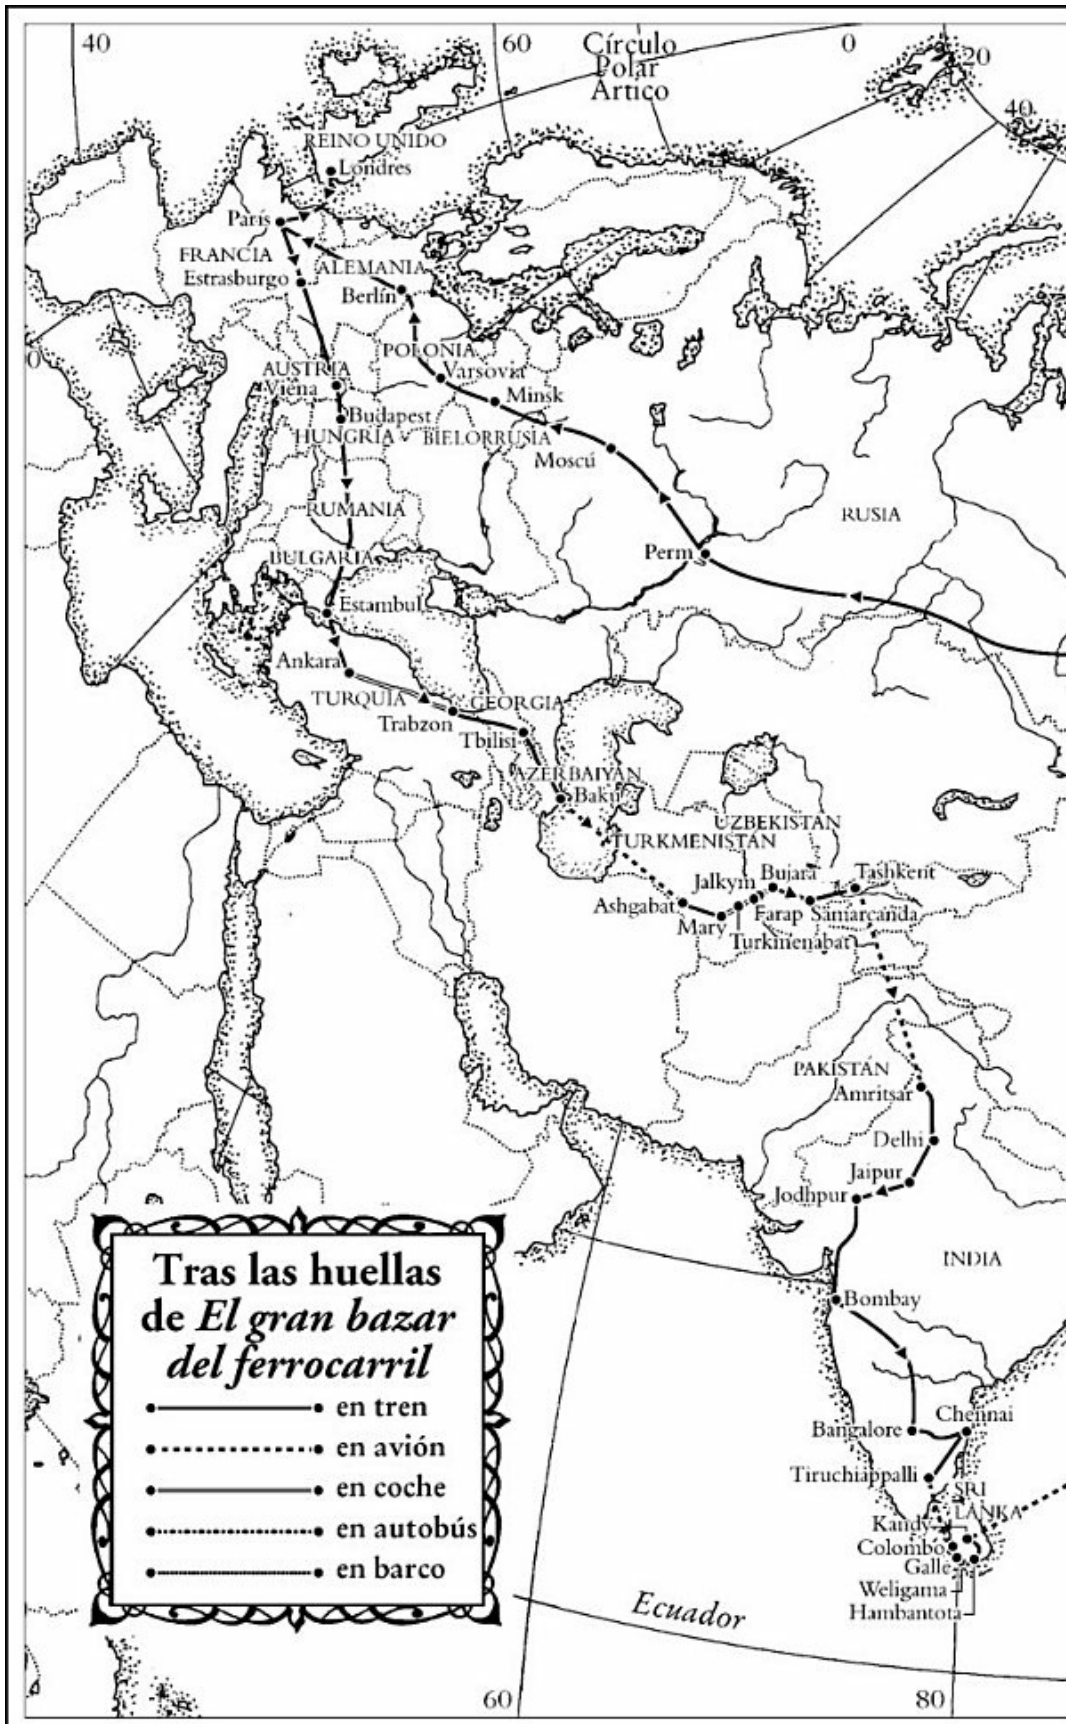 40
60
Círculo
Polar
Ártico
0
20
40
REINO UNIDO
Londres
París
FRANCIA
Estrasburgo
ALEMANIA
Berlín
0
POLONIA
Varsovia
AUSTRIA
Viena
Minsk
Budapest
HUNGRÍA
BIELORRUSIA
Moscú
RUMANIA
RUSIA
Perm
BULGARIA
Estambul
Ankara
TURQUÍA
GEORGIA
Trabzon
Tbilisi
AZERBAIYÁN
Bakú
UZBEKISTÁN
TURKMENISTÁN
Jalkym
Bujara
Tashkent
Ashgabat
Mary
Farap
Samarcanda
Turkmenabat
PAKISTÁN
Amritsar
Delhi
Jaipur
Jodhpur
INDIA
Bombay
Tras las huellas
de El gran bazar
del ferrocarril
en tren
en avión
en coche
en autobús
en barco
Bangalore
Chennai
Tiruchiappalli
SRI
LANKA
Kandy
Colombo
Galle
Weligama
Hambantota
Ecuador
60
80